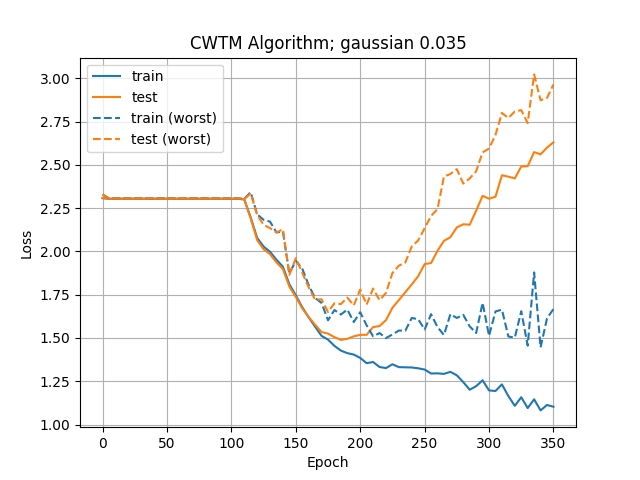 CWTM Algorithm; gaussian 0.035
train
test
train (worst)
test (worst)
3.00
2.75
2.50
2.25
2.00
1.75
1.50
1.25
1.00
Loss
0 50 100 150 200 250 300 350
Epoch